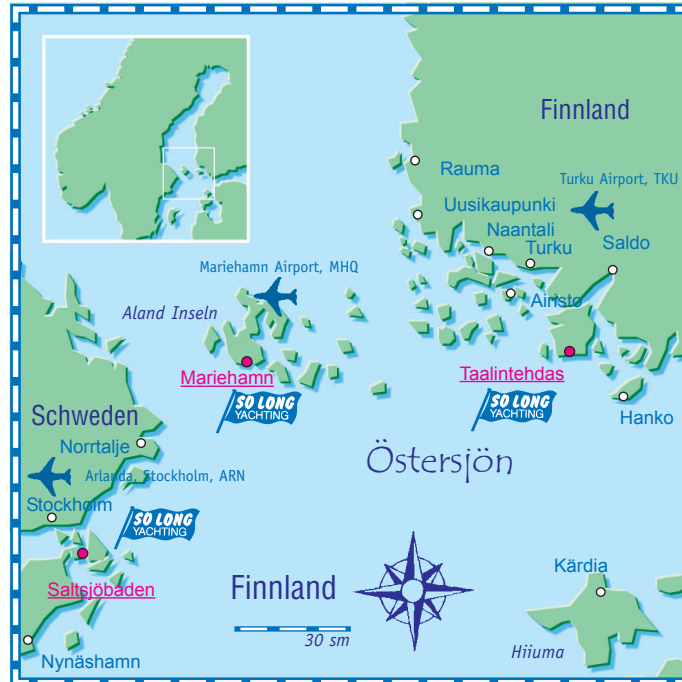 Finnland
Rauma
Turku Airport, TKU
Uusikaupunki
Naantali
Turku
Saldo
Mariehamn Airport, MHQ
Airisto
Aland Inseln
Mariehamn
Taalintehdas
SO LONG
YACHTING
SO LONG
YACHTING
Hanko
Schweden
Norrtalje
Östersjön
Arlanda, Stockholm, ARN
Stockholm
SO LONG
YACHTING
Saltsjöbaden
Finnland
Kärdia
30 sm
Hiiuma
Nynäshamn